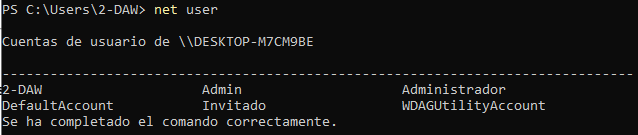 PS C:\Users\2-DAW> net user
Cuentas de usuario de \\DESKTOP-M7CM9BE
-------------------------------------------------------------------------------
2-DAW                    Admin                    Administrador
DefaultAccount           Invitado                 WDAGUtilityAccount
Se ha completado el comando correctamente.